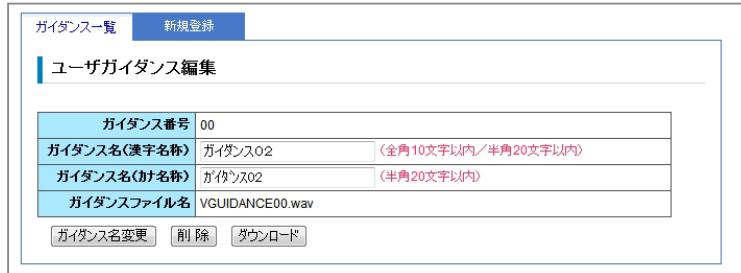 ガイダンス一覧 新規登録
ユーザガイダンス編集
ガイダンス番号 00
ガイダンス名(漢字名称) ガイダンス02 (全角10文字以内/半角20文字以内)
ガイダンス名(ｶﾅ名称) ｶﾞｲﾀﾞﾝｽ02 (半角20文字以内)
ガイダンスファイル名 VGUIDANCE00.wav
ガイダンス名変更 削 除 ダウンロード